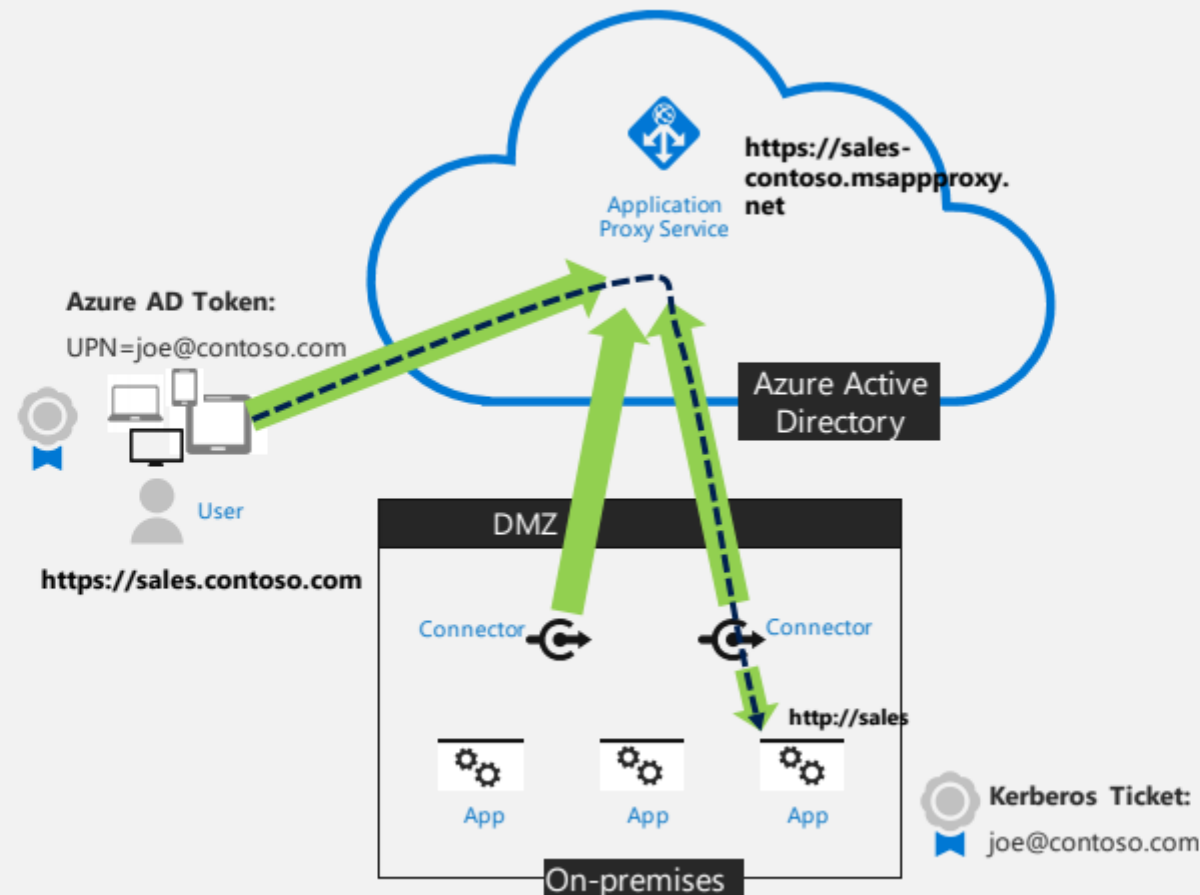 https://sales-
contoso.msappproxy.
net
Application
Proxy Service
Azure AD Token:
UPN=joe@contoso.com
Azure Active
Directory
User
https://sales.contoso.com
DMZ
Connector
Connector
http://sales
App
App
App
Kerberos Ticket:
joe@contoso.com
On-premises